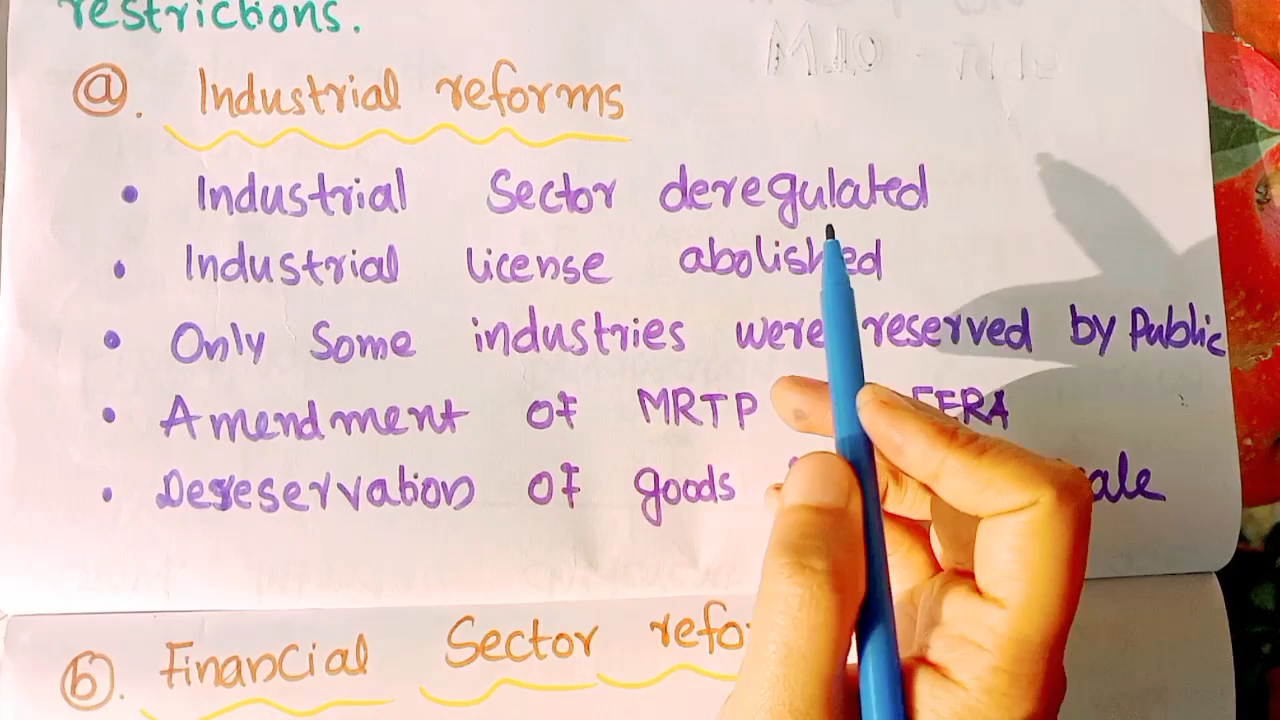 restrictions.
ⓐ. Industrial reforms
• Industrial Sector deregulated
• Industrial license abolished
• Only Some industries were reserved by Public
• Amendment of MRTP FERA
• Dereservation of goods
ⓑ. Financial Sector